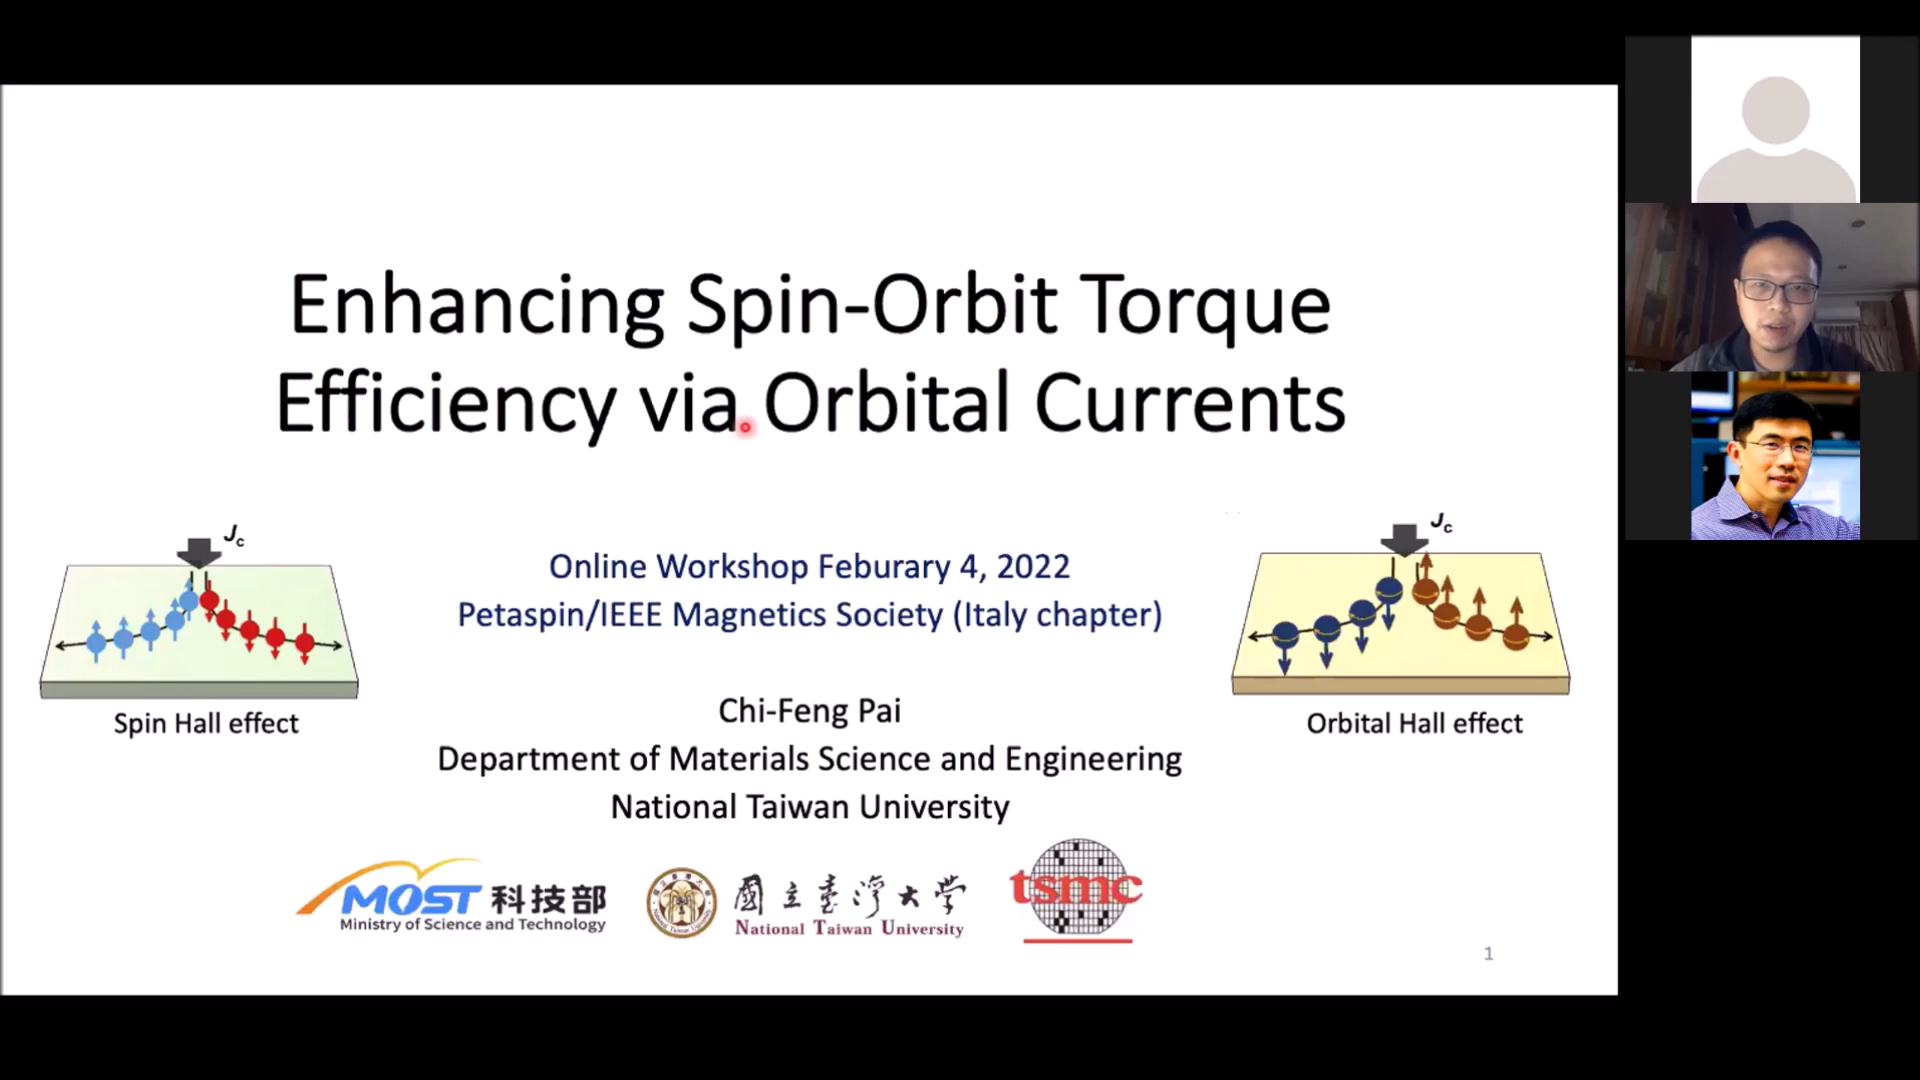 Enhancing Spin-Orbit Torque
Efficiency via Orbital Currents
Jc
Spin Hall effect
Online Workshop Feburary 4, 2022
Petaspin/IEEE Magnetics Society (Italy chapter)
Chi-Feng Pai
Department of Materials Science and Engineering
National Taiwan University
Jc
Orbital Hall effect
MOST 科技部
Ministry of Science and Technology
國立臺灣大學
National Taiwan University
tsmc
1